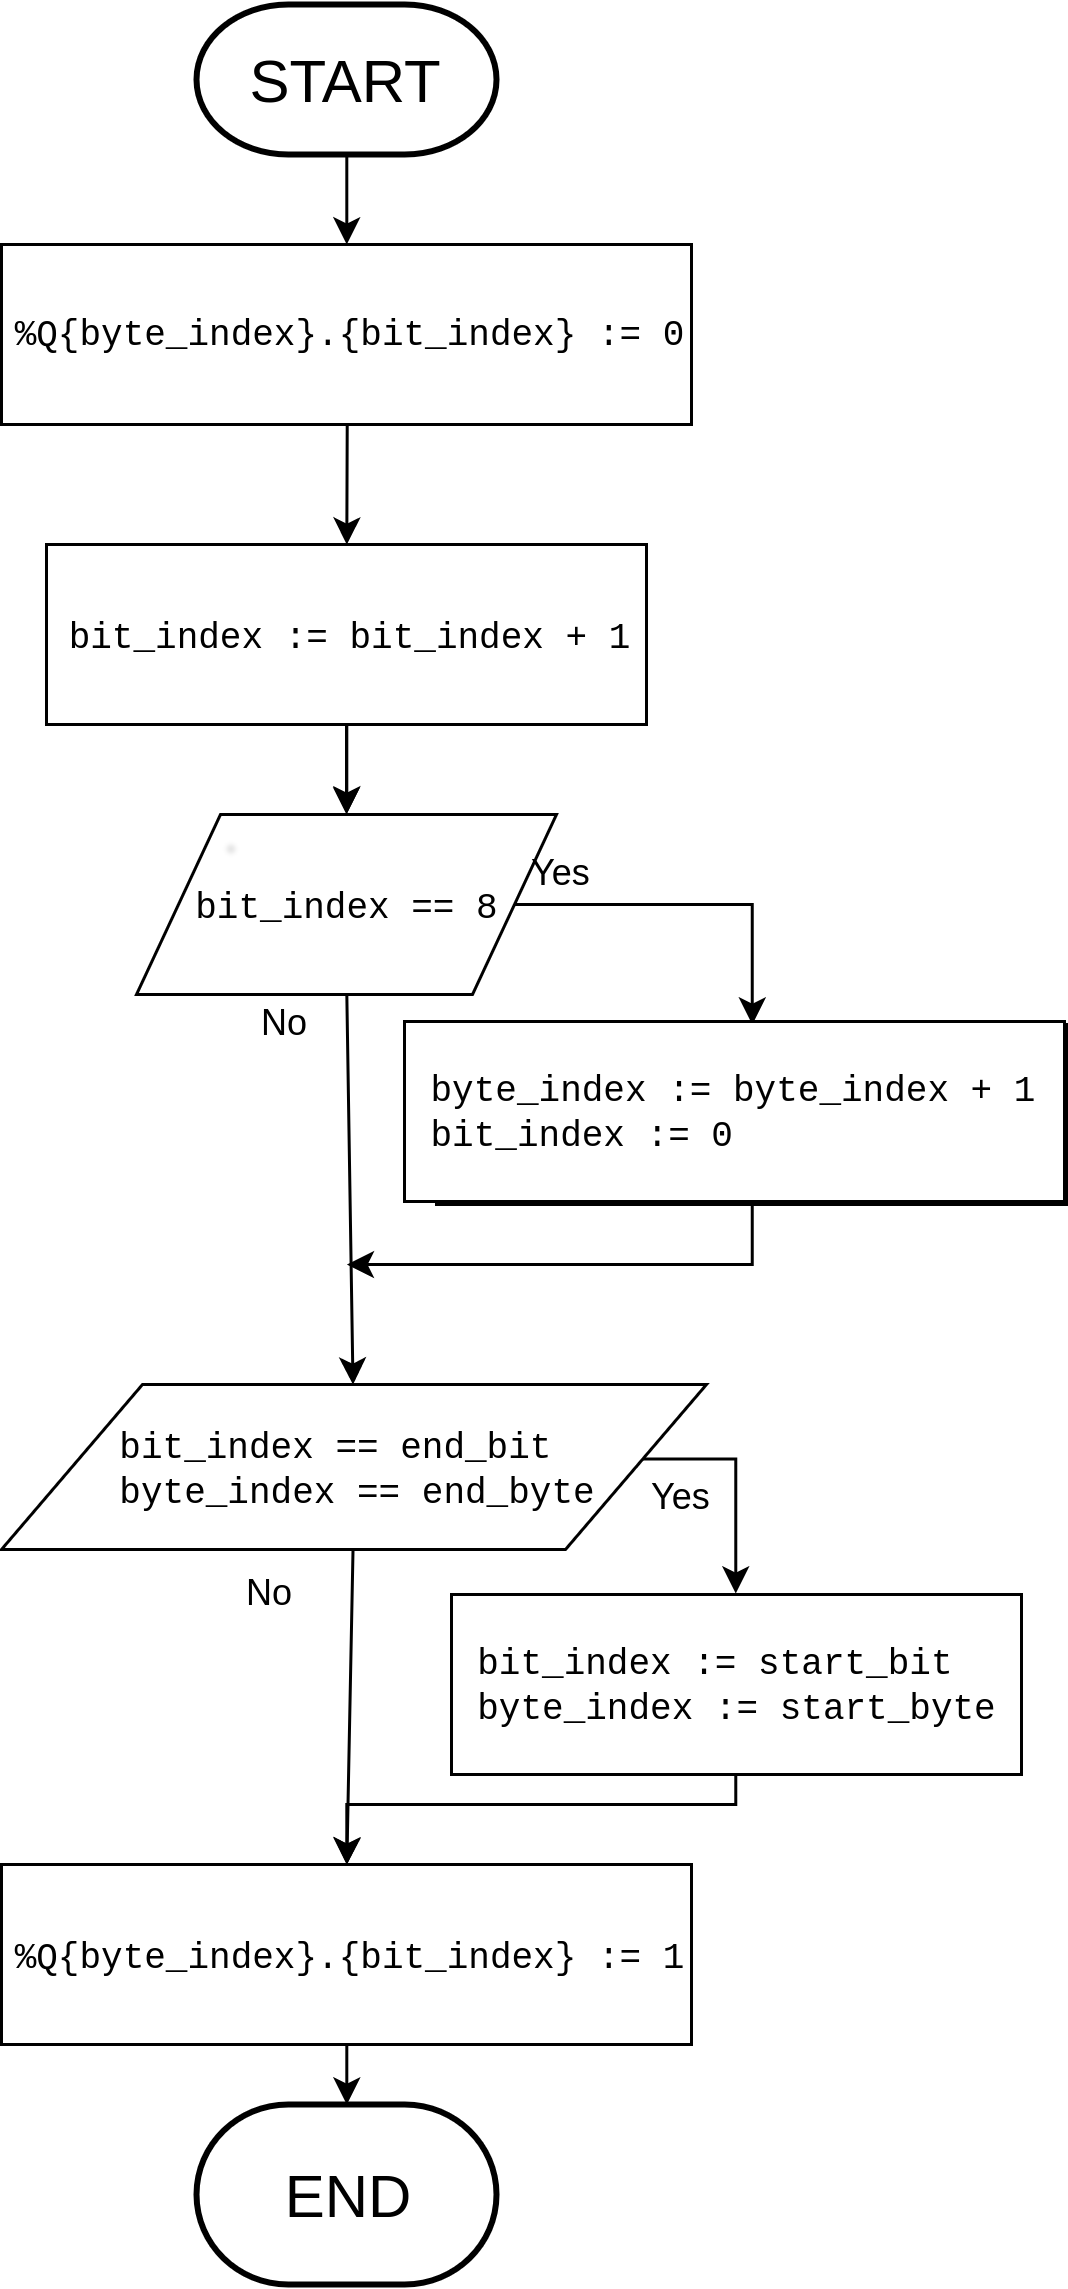 START
%Q{byte_index}.{bit_index} := 0
bit_index := bit_index + 1
bit_index == 8
Yes
No
byte_index := byte_index + 1
bit_index := 0
bit_index == end_bit
byte_index == end_byte
Yes
No
bit_index := start_bit
byte_index := start_byte
%Q{byte_index}.{bit_index} := 1
END